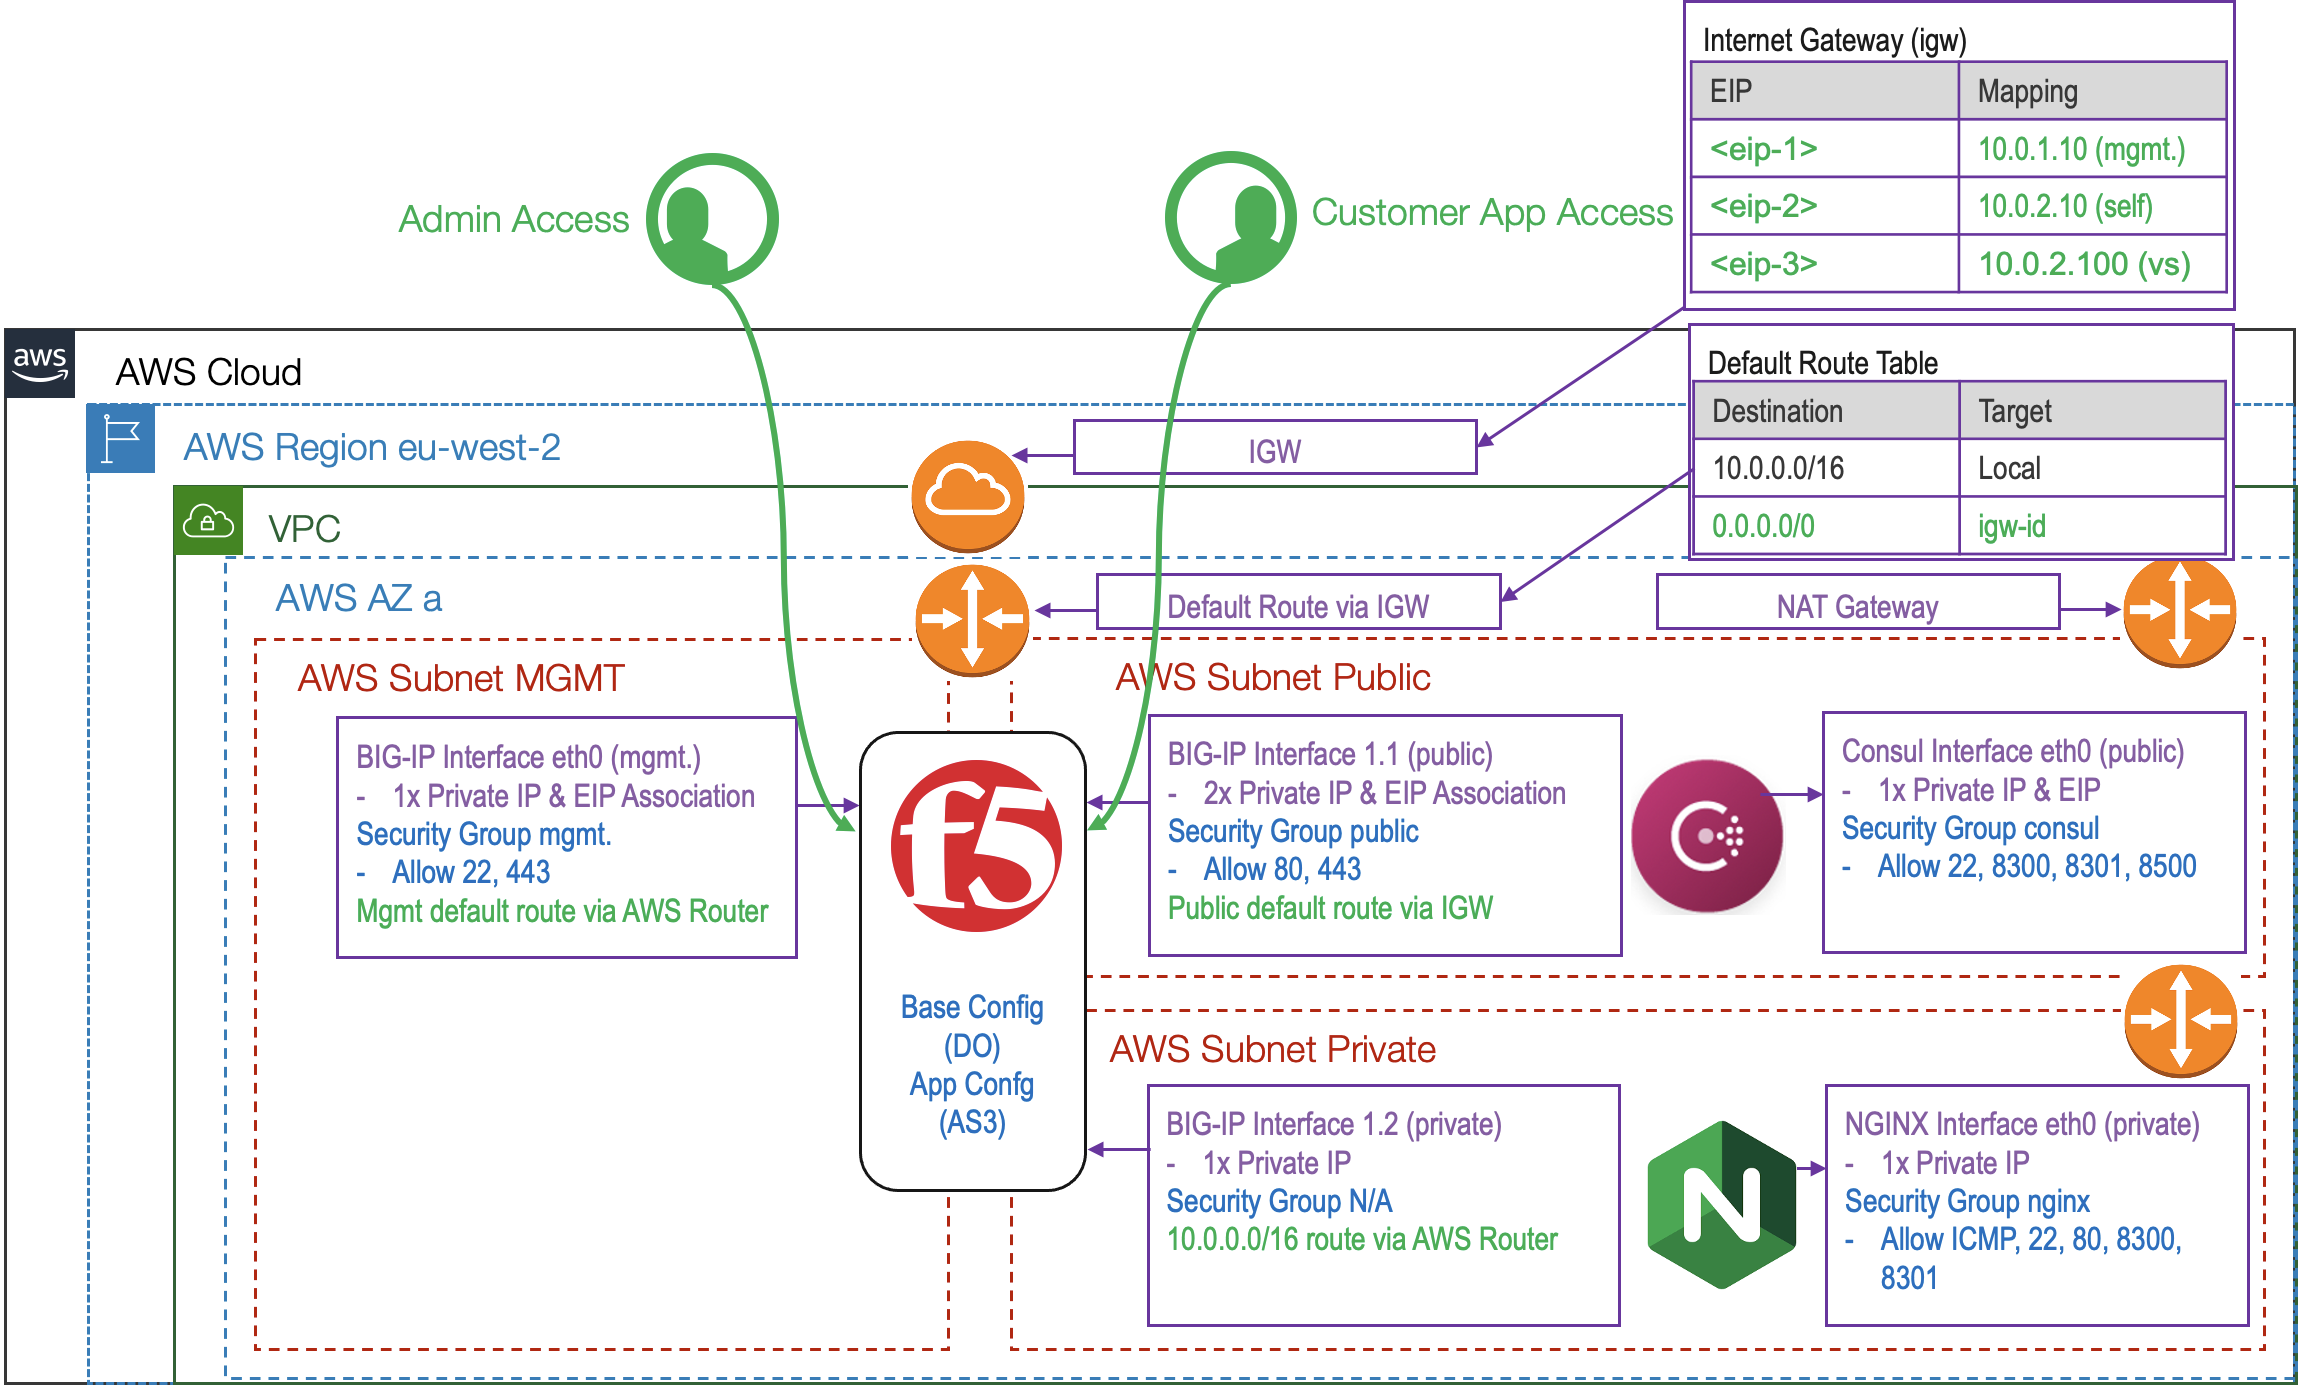 Internet Gateway (igw)
EIP Mapping
<eip-1> 10.0.1.10 (mgmt.)
<eip-2> 10.0.2.10 (self)
<eip-3> 10.0.2.100 (vs)
Admin Access
Customer App Access
aws
AWS Cloud
Default Route Table
Destination Target
10.0.0.0/16 Local
0.0.0.0/0 igw-id
AWS Region eu-west-2
IGW
VPC
AWS AZ a
Default Route via IGW
NAT Gateway
AWS Subnet MGMT
BIG-IP Interface eth0 (mgmt.)
- 1x Private IP & EIP Association
Security Group mgmt.
- Allow 22, 443
Mgmt default route via AWS Router
f5
Base Config
(DO)
App Confg
(AS3)
AWS Subnet Public
BIG-IP Interface 1.1 (public)
- 2x Private IP & EIP Association
Security Group public
- Allow 80, 443
Public default route via IGW
C
Consul Interface eth0 (public)
- 1x Private IP & EIP
Security Group consul
- Allow 22, 8300, 8301, 8500
AWS Subnet Private
BIG-IP Interface 1.2 (private)
- 1x Private IP
Security Group N/A
10.0.0.0/16 route via AWS Router
N
NGINX Interface eth0 (private)
- 1x Private IP
Security Group nginx
- Allow ICMP, 22, 80, 8300,
8301